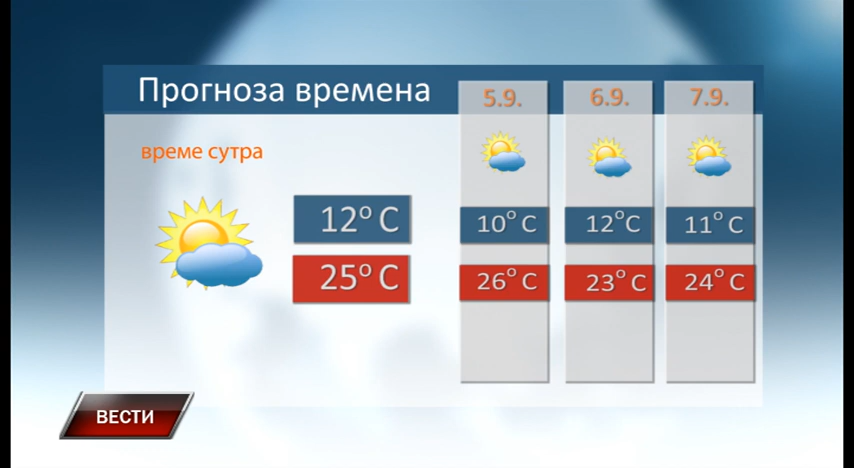 Прогноза времена
време сутра
12° C
25° C
5.9.
10° C
26° C
6.9.
12°C
23° C
7.9.
11° C
24° C
ВЕСТИ